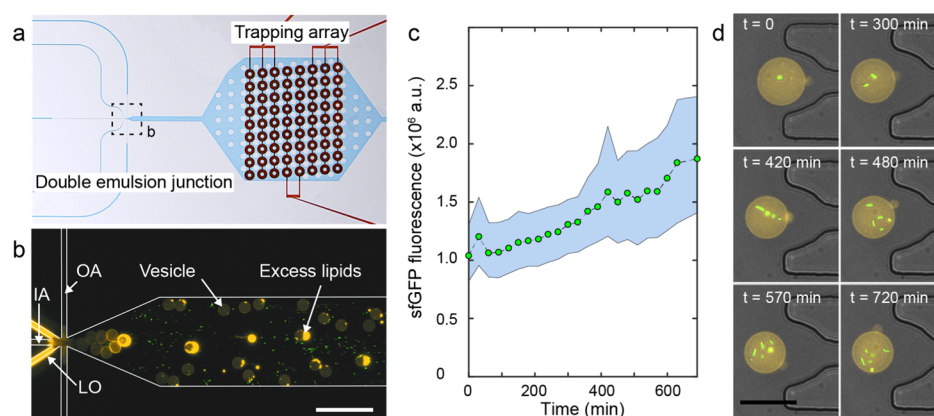 a
Trapping array
b
Double emulsion junction
b
OA
Vesicle
Excess lipids
IA
LO
c
sfGFP fluorescence (x10⁶ a.u.)
2.5
2.0
1.5
1.0
0.5
0
0 200 400 600
Time (min)
d
t = 0
t = 300 min
t = 420 min
t = 480 min
t = 570 min
t = 720 min